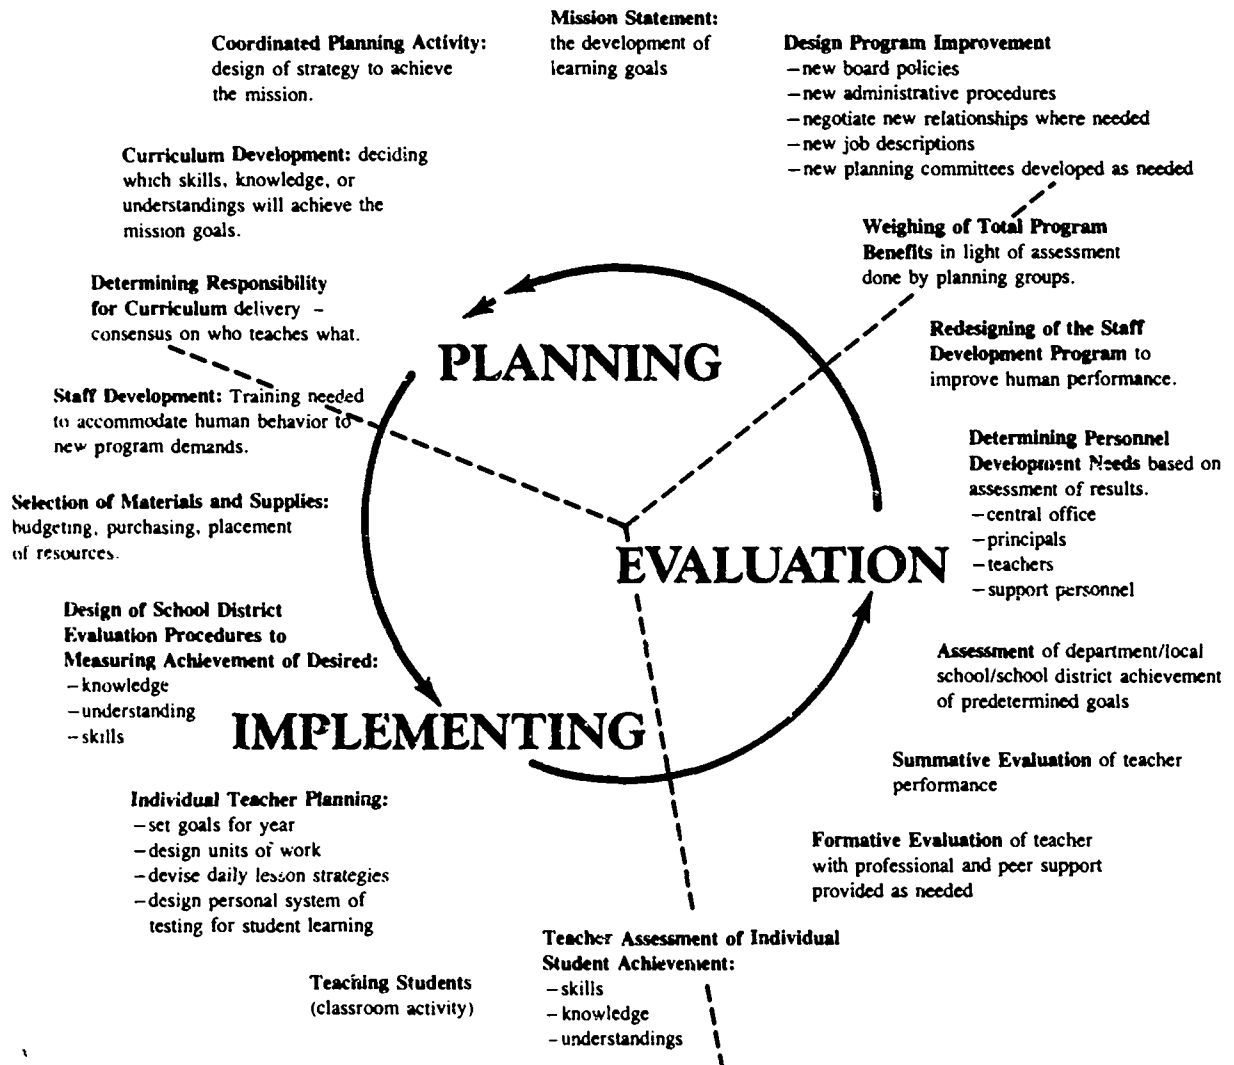 Mission Statement:
the development of
learning goals
Coordinated Planning Activity:
design of strategy to achieve
the mission.
Design Program Improvement
—new board policies
—new administrative procedures
—negotiate new relationships where needed
—new job descriptions
—new planning committees developed as needed
Curriculum Development: deciding
which skills, knowledge, or
understandings will achieve the
mission goals.
Weighing of Total Program
Benefits in light of assessment
done by planning groups.
Determining Responsibility
for Curriculum delivery –
consensus on who teaches what.
Redesigning of the Staff
Development Program to
improve human performance.
PLANNING
Staff Development: Training needed
to accommodate human behavior to
new program demands.
Determining Personnel
Development Needs based on
assessment of results.
—central office
—principals
—teachers
—support personnel
Selection of Materials and Supplies:
budgeting, purchasing, placement
of resources.
EVALUATION
Design of School District
Evaluation Procedures to
Measuring Achievement of Desired:
—knowledge
—understanding
—skills
Assessment of department/local
school/school district achievement
of predetermined goals
IMPLEMENTING
Summative Evaluation of teacher
performance
Individual Teacher Planning:
—set goals for year
—design units of work
—devise daily lesson strategies
—design personal system of
testing for student learning
Formative Evaluation of teacher
with professional and peer support
provided as needed
Teaching Students
(classroom activity)
Teacher Assessment of Individual
Student Achievement:
—skills
—knowledge
—understandings